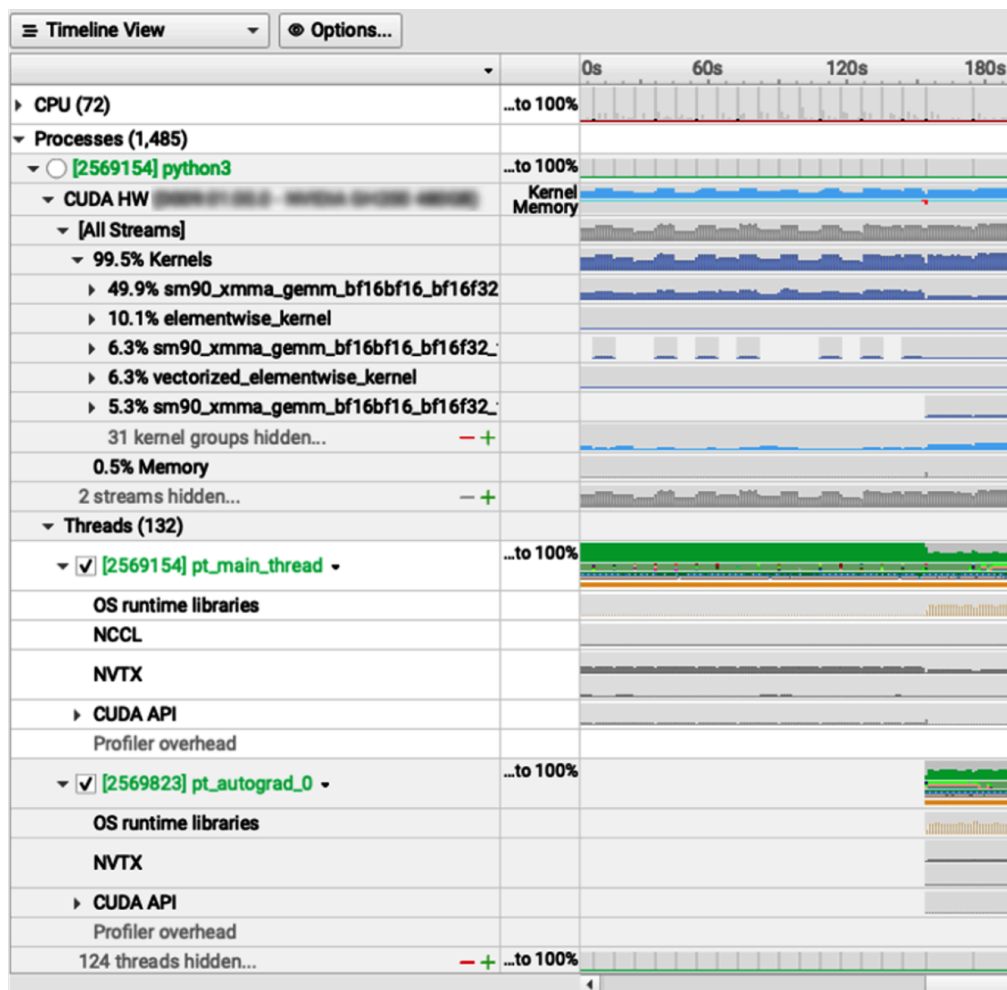 Timeline View
Options...
0s 60s 120s 180s
CPU (72) ...to 100%
Processes (1,485)
[2569154] python3 ...to 100%
CUDA HW Kernel
Memory
[All Streams]
99.5% Kernels
49.9% sm90_xmma_gemm_bf16bf16_bf16f32
10.1% elementwise_kernel
6.3% sm90_xmma_gemm_bf16bf16_bf16f32_
6.3% vectorized_elementwise_kernel
5.3% sm90_xmma_gemm_bf16bf16_bf16f32_
31 kernel groups hidden... − +
0.5% Memory
2 streams hidden... − +
Threads (132)
[2569154] pt_main_thread ...to 100%
OS runtime libraries
NCCL
NVTX
CUDA API
Profiler overhead
[2569823] pt_autograd_0 ...to 100%
OS runtime libraries
NVTX
CUDA API
Profiler overhead
124 threads hidden... − + ...to 100%